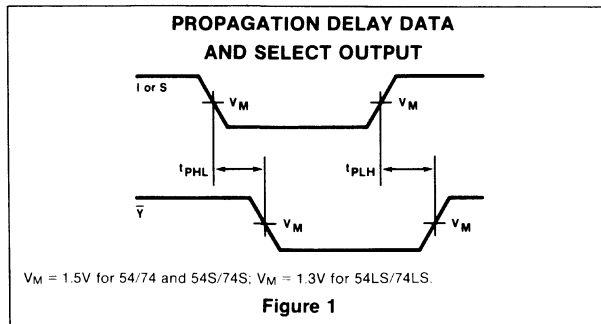 PROPAGATION DELAY DATA
AND SELECT OUTPUT
I or S
VM
VM
tPHL
tPLH
Y̅
VM
VM
VM = 1.5V for 54/74 and 54S/74S; VM = 1.3V for 54LS/74LS.
Figure 1